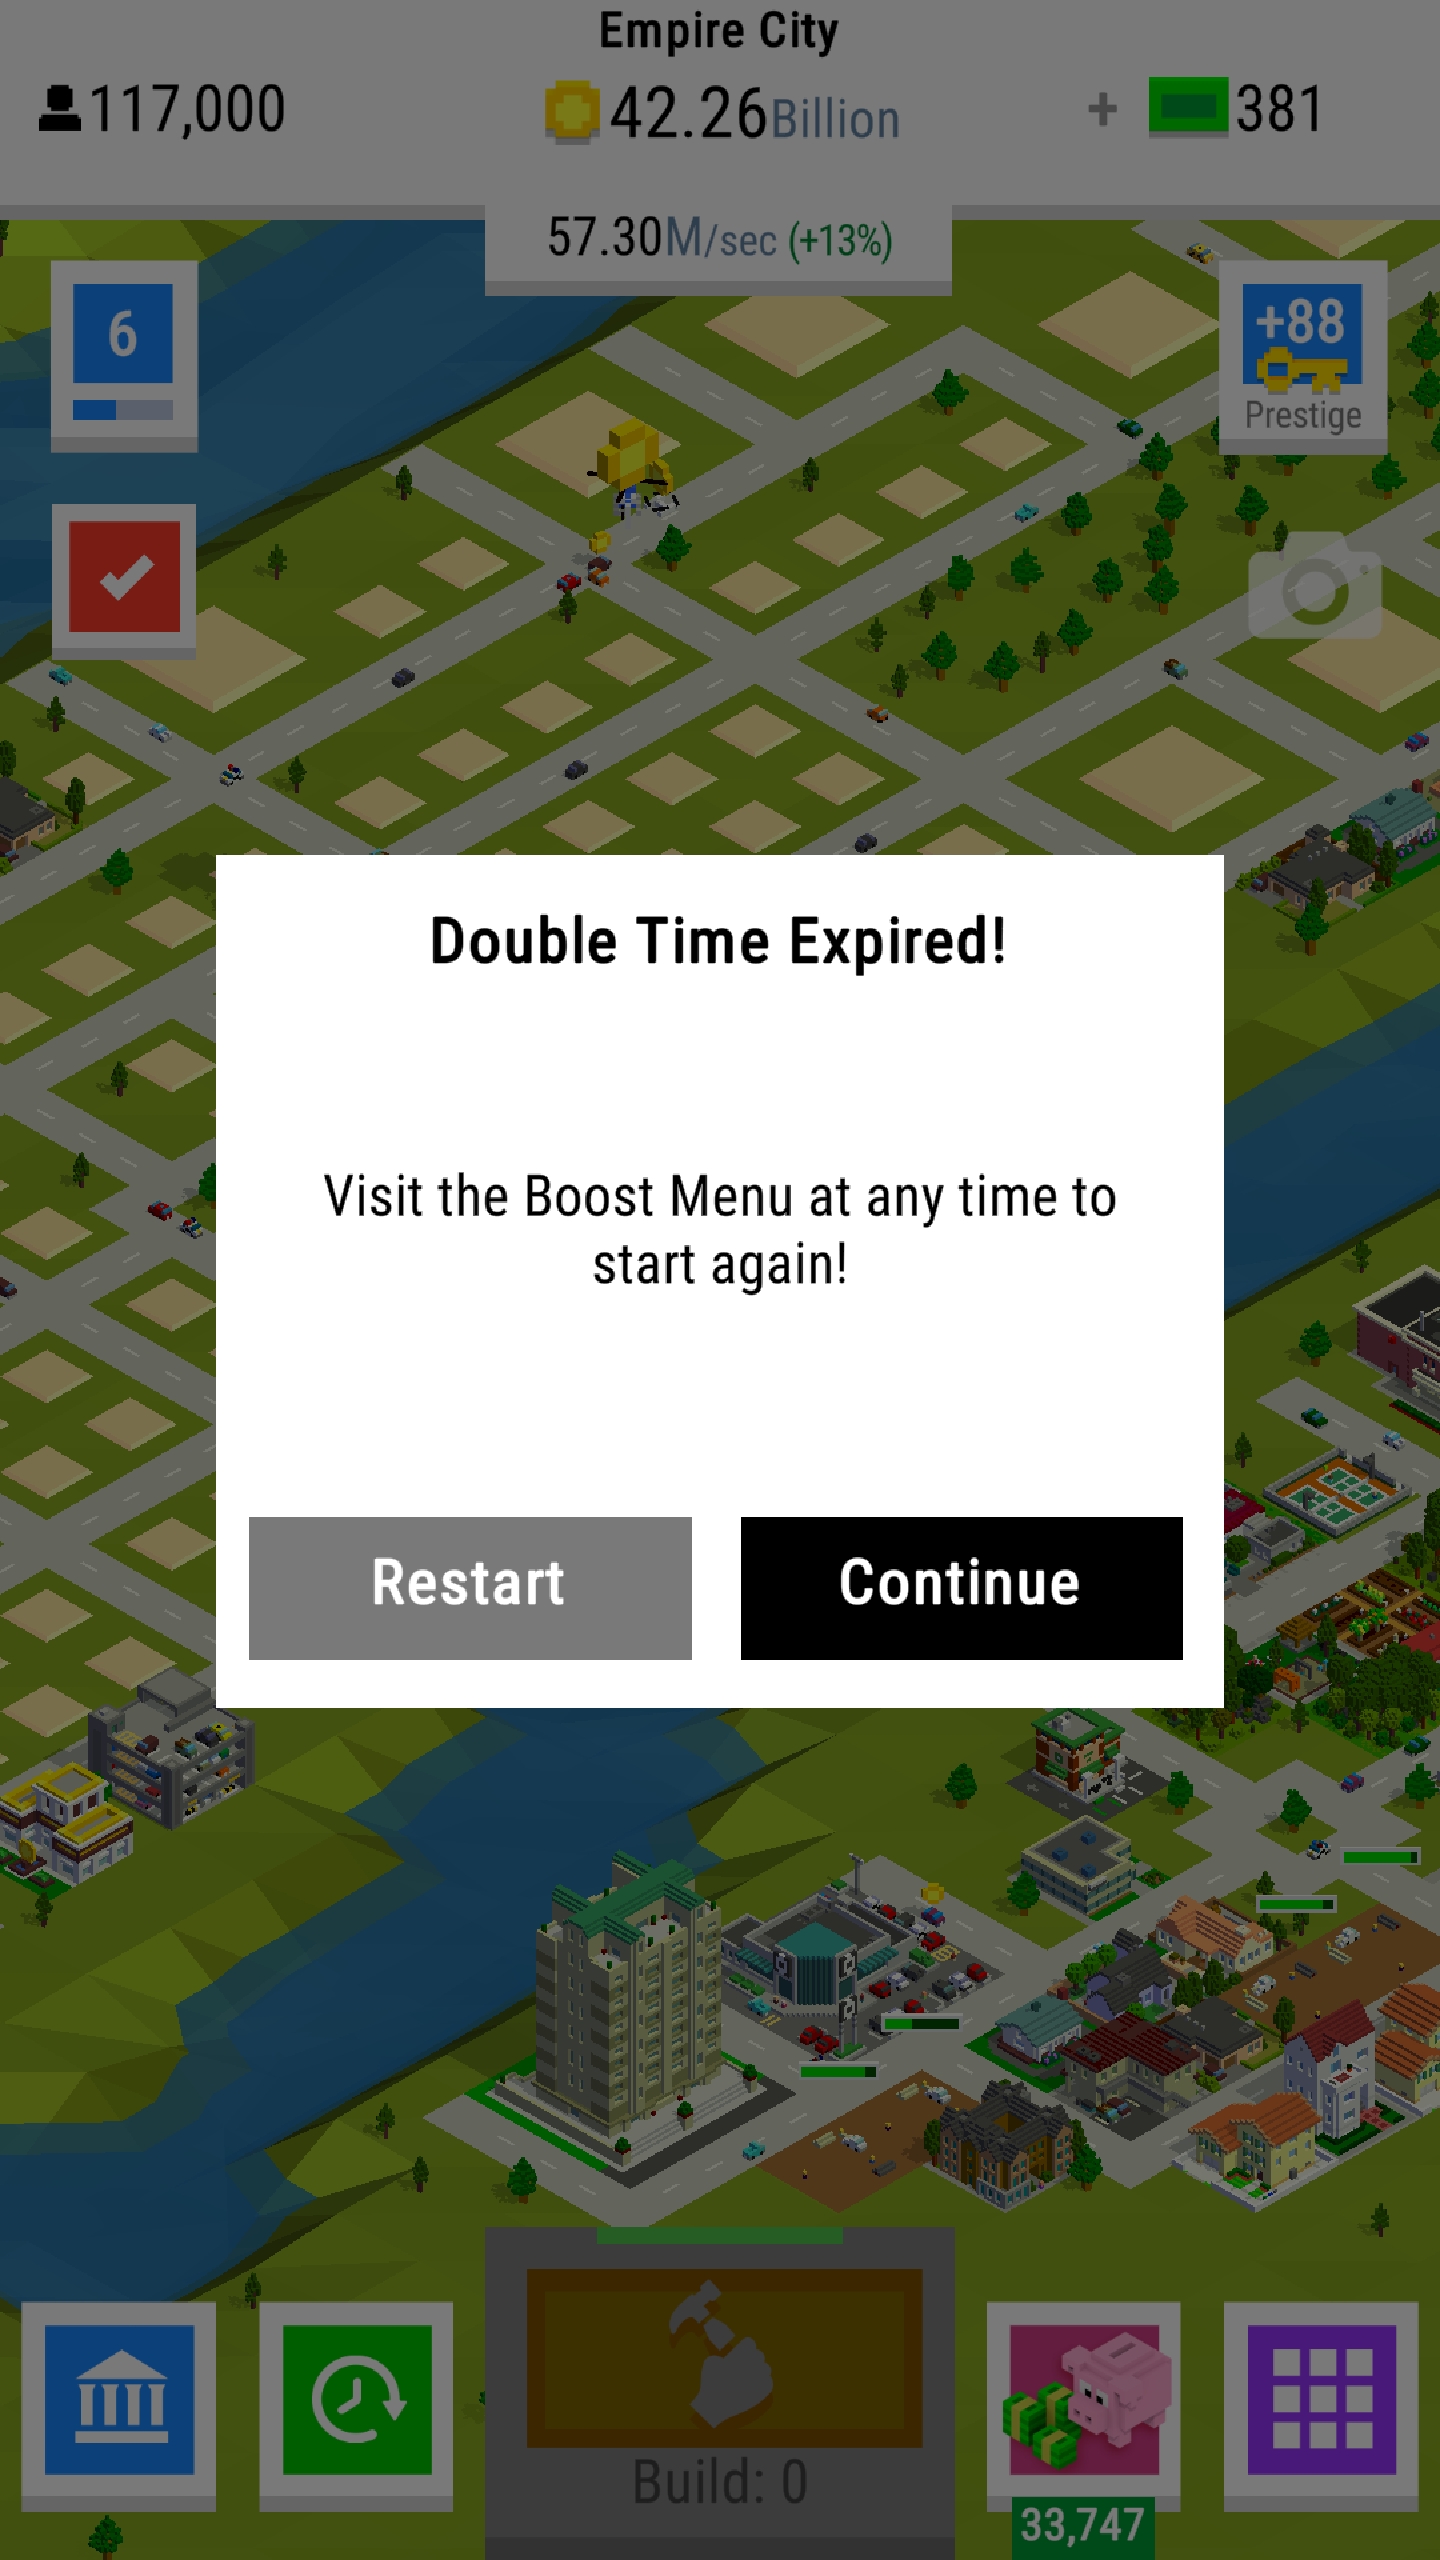 Empire City
117,000
42.26Billion
+ 381
57.30M/sec (+13%)
6
+88
Prestige
Double Time Expired!
Visit the Boost Menu at any time to
start again!
Restart
Continue
Build: 0
33,747